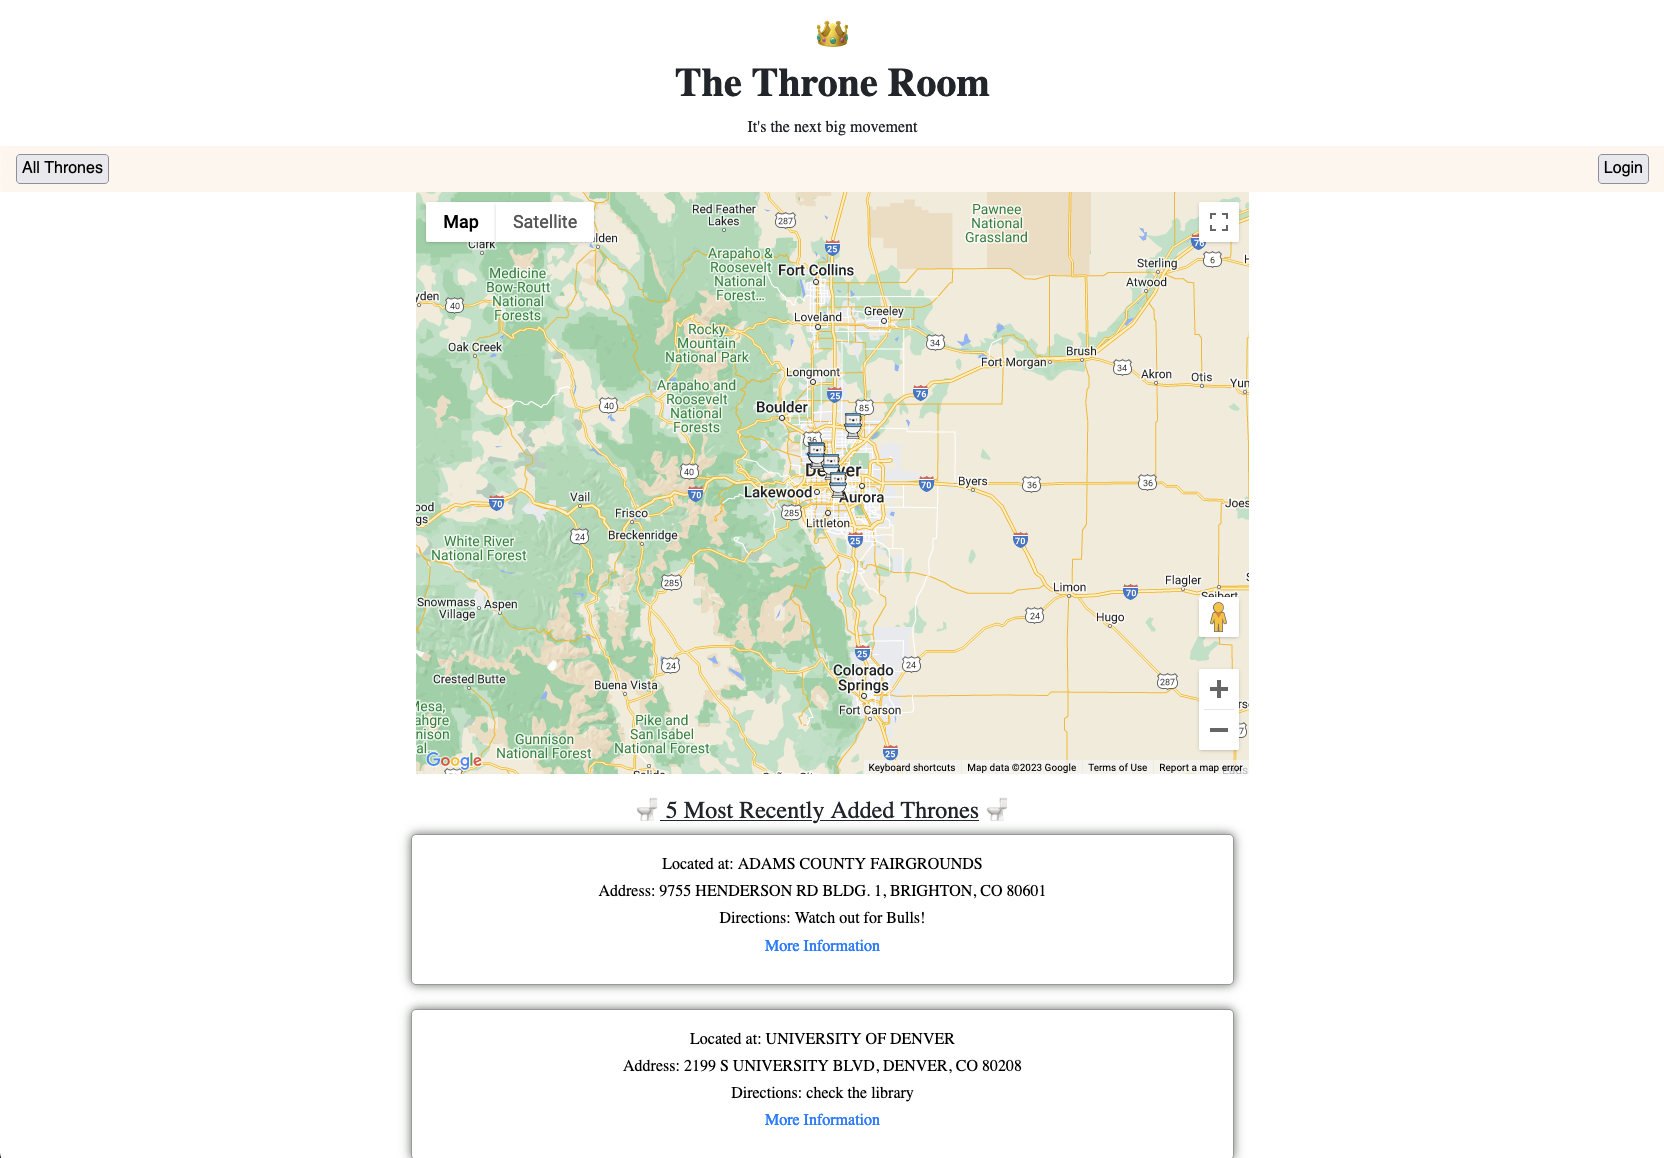 The Throne Room
It's the next big movement
All Thrones
Login
Map
Satellite
Red Feather
Lakes
287
Pawnee
National
Grassland
Clark
25
76
Sterling
6
Arapaho &
Roosevelt
National
Forest...
Fort Collins
Atwood
Medicine
Bow-Routt
National
Forests
40
Loveland
Greeley
Rocky
Mountain
National Park
34
Oak Creek
Fort Morgan
Brush
34
Akron
Otis
Longmont
Arapaho and
Roosevelt
National
Forests
25
76
40
Boulder
85
36
Denver
40
70
Lakewood
Aurora
70
Byers
36
36
Vail
70
Frisco
285
Littleton
24
Breckenridge
25
70
White River
National Forest
285
Limon
Flagler
70
Seibert
Snowmass
Village
Aspen
24
Hugo
25
24
24
Colorado
Springs
Crested Butte
Buena Vista
287
Fort Carson
Pike and
San Isabel
National Forest
Gunnison
National Forest
25
Google
Keyboard shortcuts
Map data ©2023 Google
Terms of Use
Report a map error
5 Most Recently Added Thrones
Located at: ADAMS COUNTY FAIRGROUNDS
Address: 9755 HENDERSON RD BLDG. 1, BRIGHTON, CO 80601
Directions: Watch out for Bulls!
More Information
Located at: UNIVERSITY OF DENVER
Address: 2199 S UNIVERSITY BLVD, DENVER, CO 80208
Directions: check the library
More Information